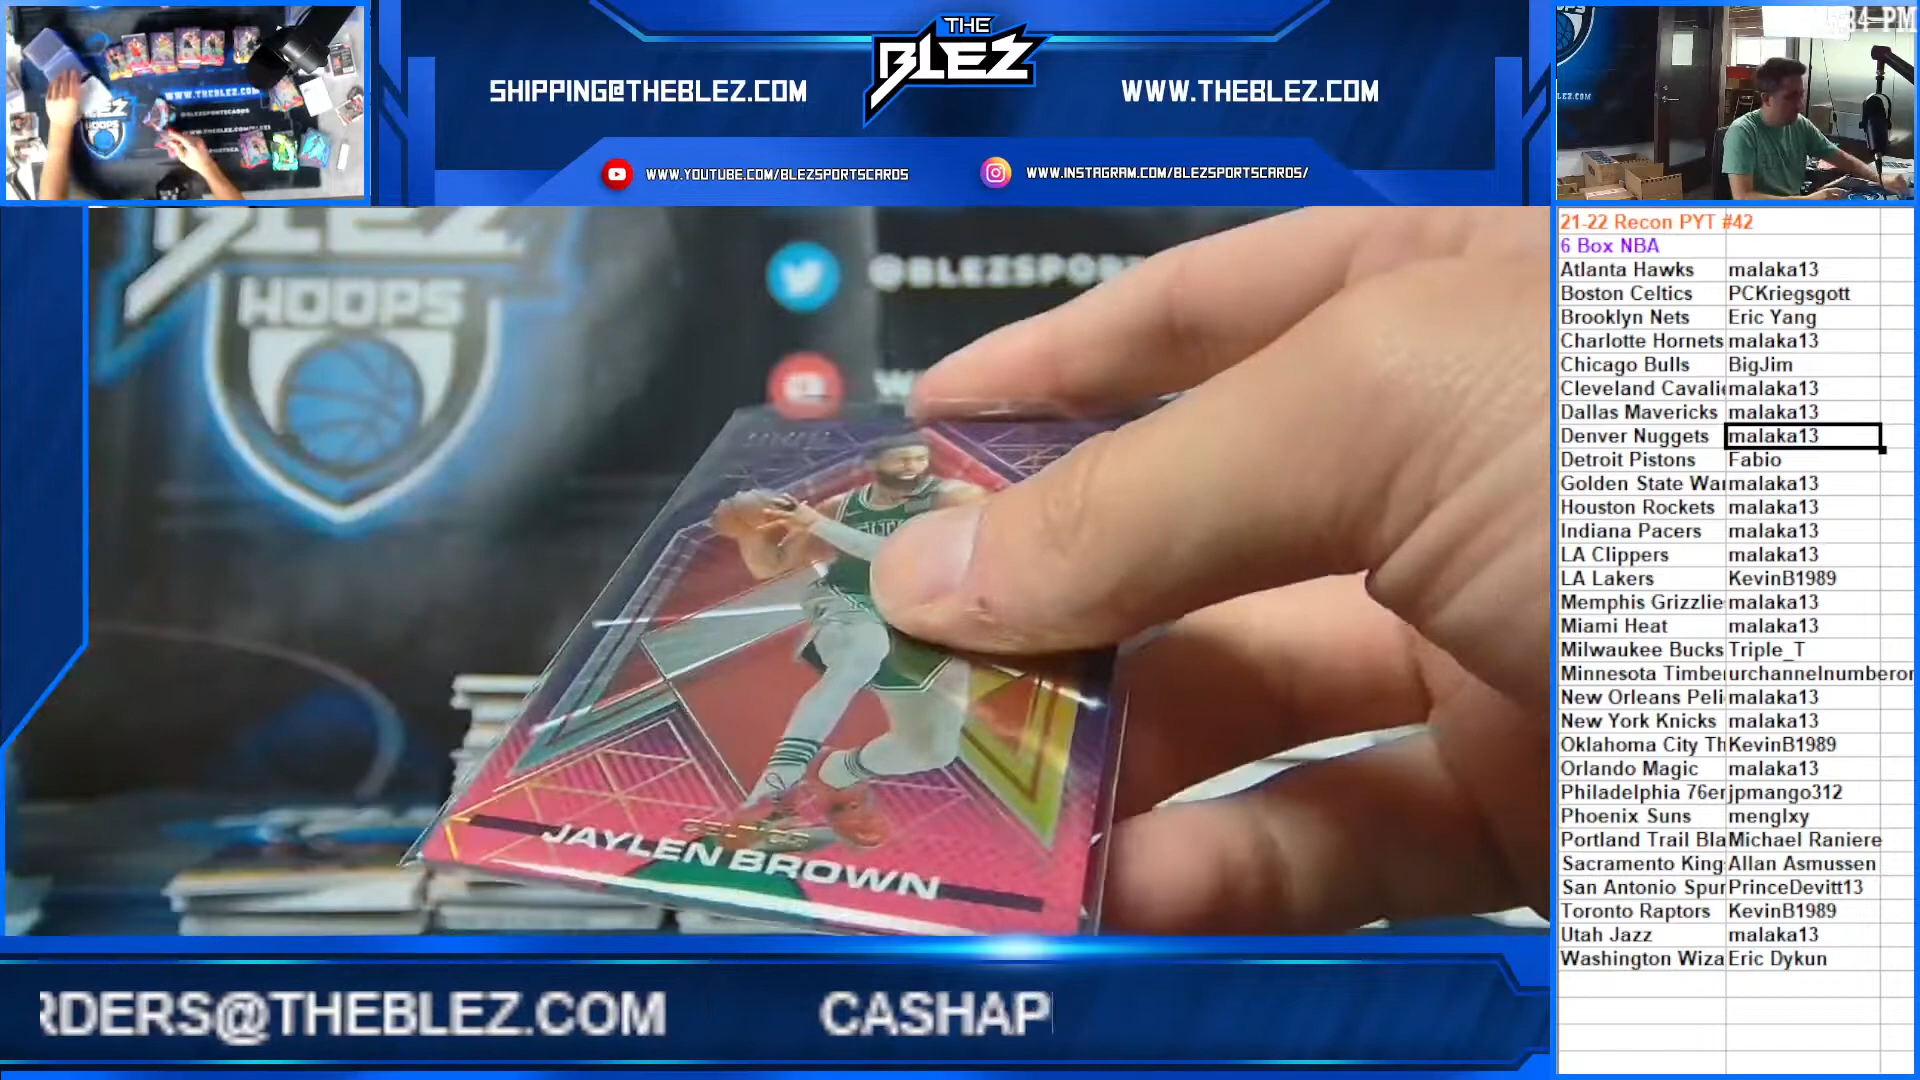 THE
BLEZ
SHIPPING@THEBLEZ.COM
WWW.THEBLEZ.COM
WWW.YOUTUBE.COM/BLEZSPORTSCARDS
WWW.INSTAGRAM.COM/BLEZSPORTSCARDS/
34 PM
BLEZ
HOOPS
@BLEZSPORT
JAYLEN BROWN
RDERS@THEBLEZ.COM
CASHAP
21-22 Recon PYT #42
6 Box NBA
Atlanta Hawks malaka13
Boston Celtics PCKriegsgott
Brooklyn Nets Eric Yang
Charlotte Hornets malaka13
Chicago Bulls BigJim
Cleveland Cavalie malaka13
Dallas Mavericks malaka13
Denver Nuggets malaka13
Detroit Pistons Fabio
Golden State War malaka13
Houston Rockets malaka13
Indiana Pacers malaka13
LA Clippers malaka13
LA Lakers KevinB1989
Memphis Grizzlie malaka13
Miami Heat malaka13
Milwaukee Bucks Triple_T
Minnesota Timber urchannelnumberon
New Orleans Peli malaka13
New York Knicks malaka13
Oklahoma City Th KevinB1989
Orlando Magic malaka13
Philadelphia 76er jpmango312
Phoenix Suns menglxy
Portland Trail Bla Michael Raniere
Sacramento King Allan Asmussen
San Antonio Spur PrinceDevitt13
Toronto Raptors KevinB1989
Utah Jazz malaka13
Washington Wiza Eric Dykun